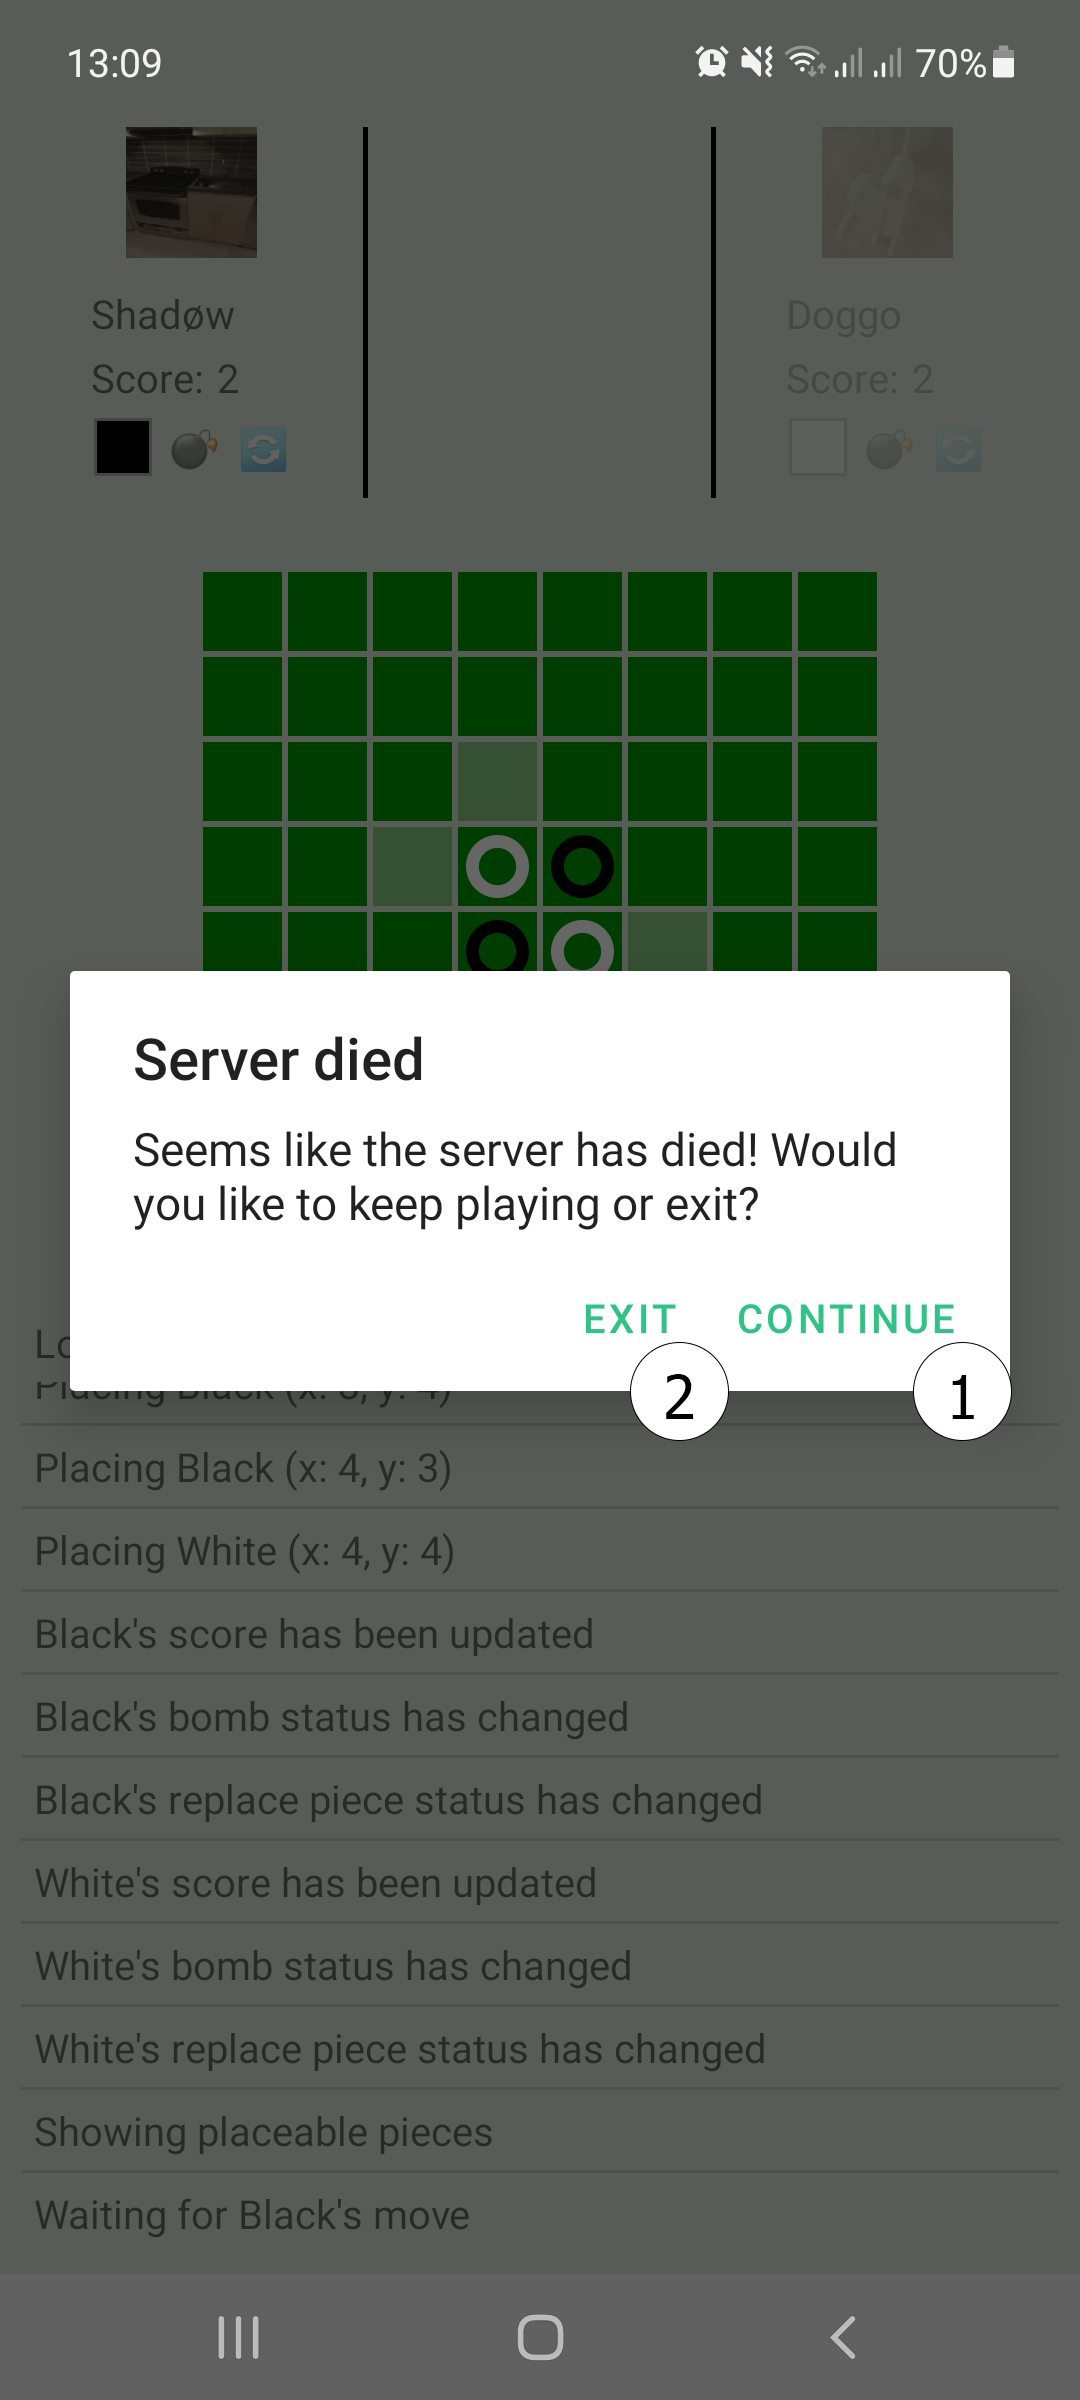 13:09 70%
Shadøw Doggo
Score: 2 Score: 2
Server died
Seems like the server has died! Would
you like to keep playing or exit?
EXIT CONTINUE
2 1
Placing Black
Placing Black (x: 4, y: 3)
Placing White (x: 4, y: 4)
Black's score has been updated
Black's bomb status has changed
Black's replace piece status has changed
White's score has been updated
White's bomb status has changed
White's replace piece status has changed
Showing placeable pieces
Waiting for Black's move